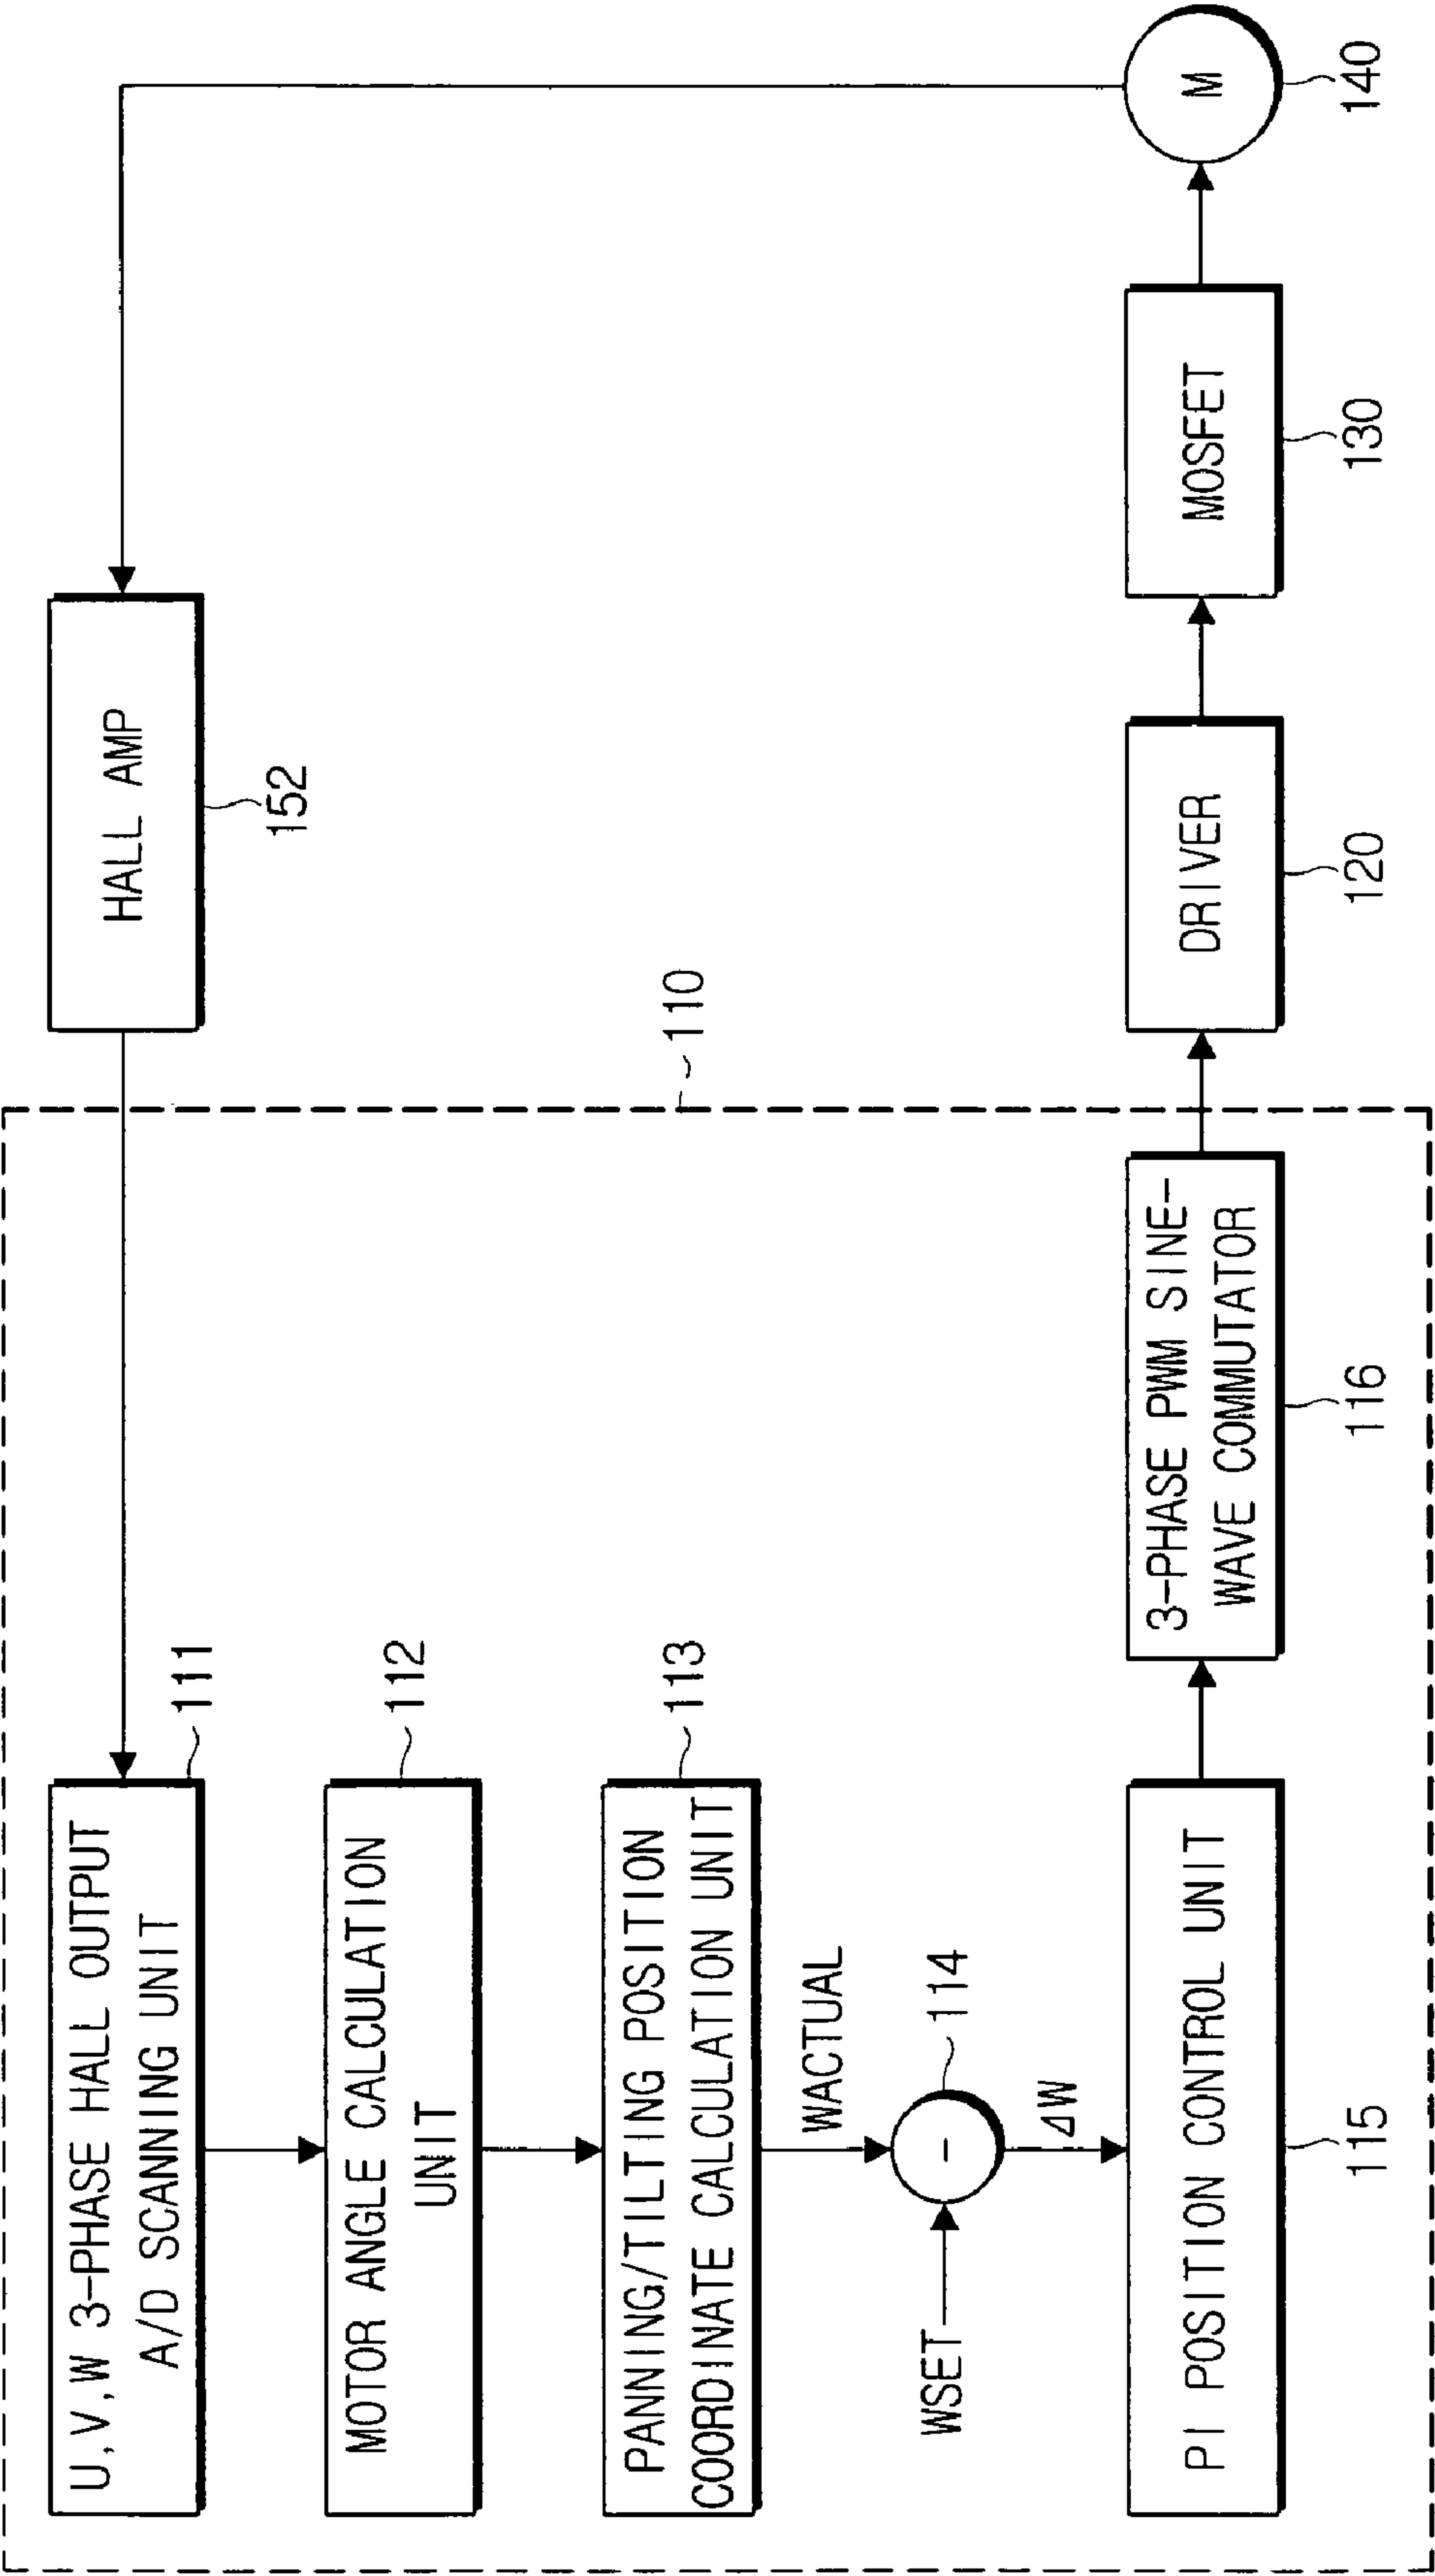 U,V,W 3-PHASE HALL OUTPUT
A/D SCANNING UNIT
111
HALL AMP
152
MOTOR ANGLE CALCULATION
UNIT
112
110
PANNING/TILTING POSITION
COORDINATE CALCULATION UNIT
113
WACTUAL
WSET
-
114
⊿W
PI POSITION CONTROL UNIT
115
3-PHASE PWM SINE-
WAVE COMMUTATOR
116
DRIVER
120
MOSFET
130
M
140